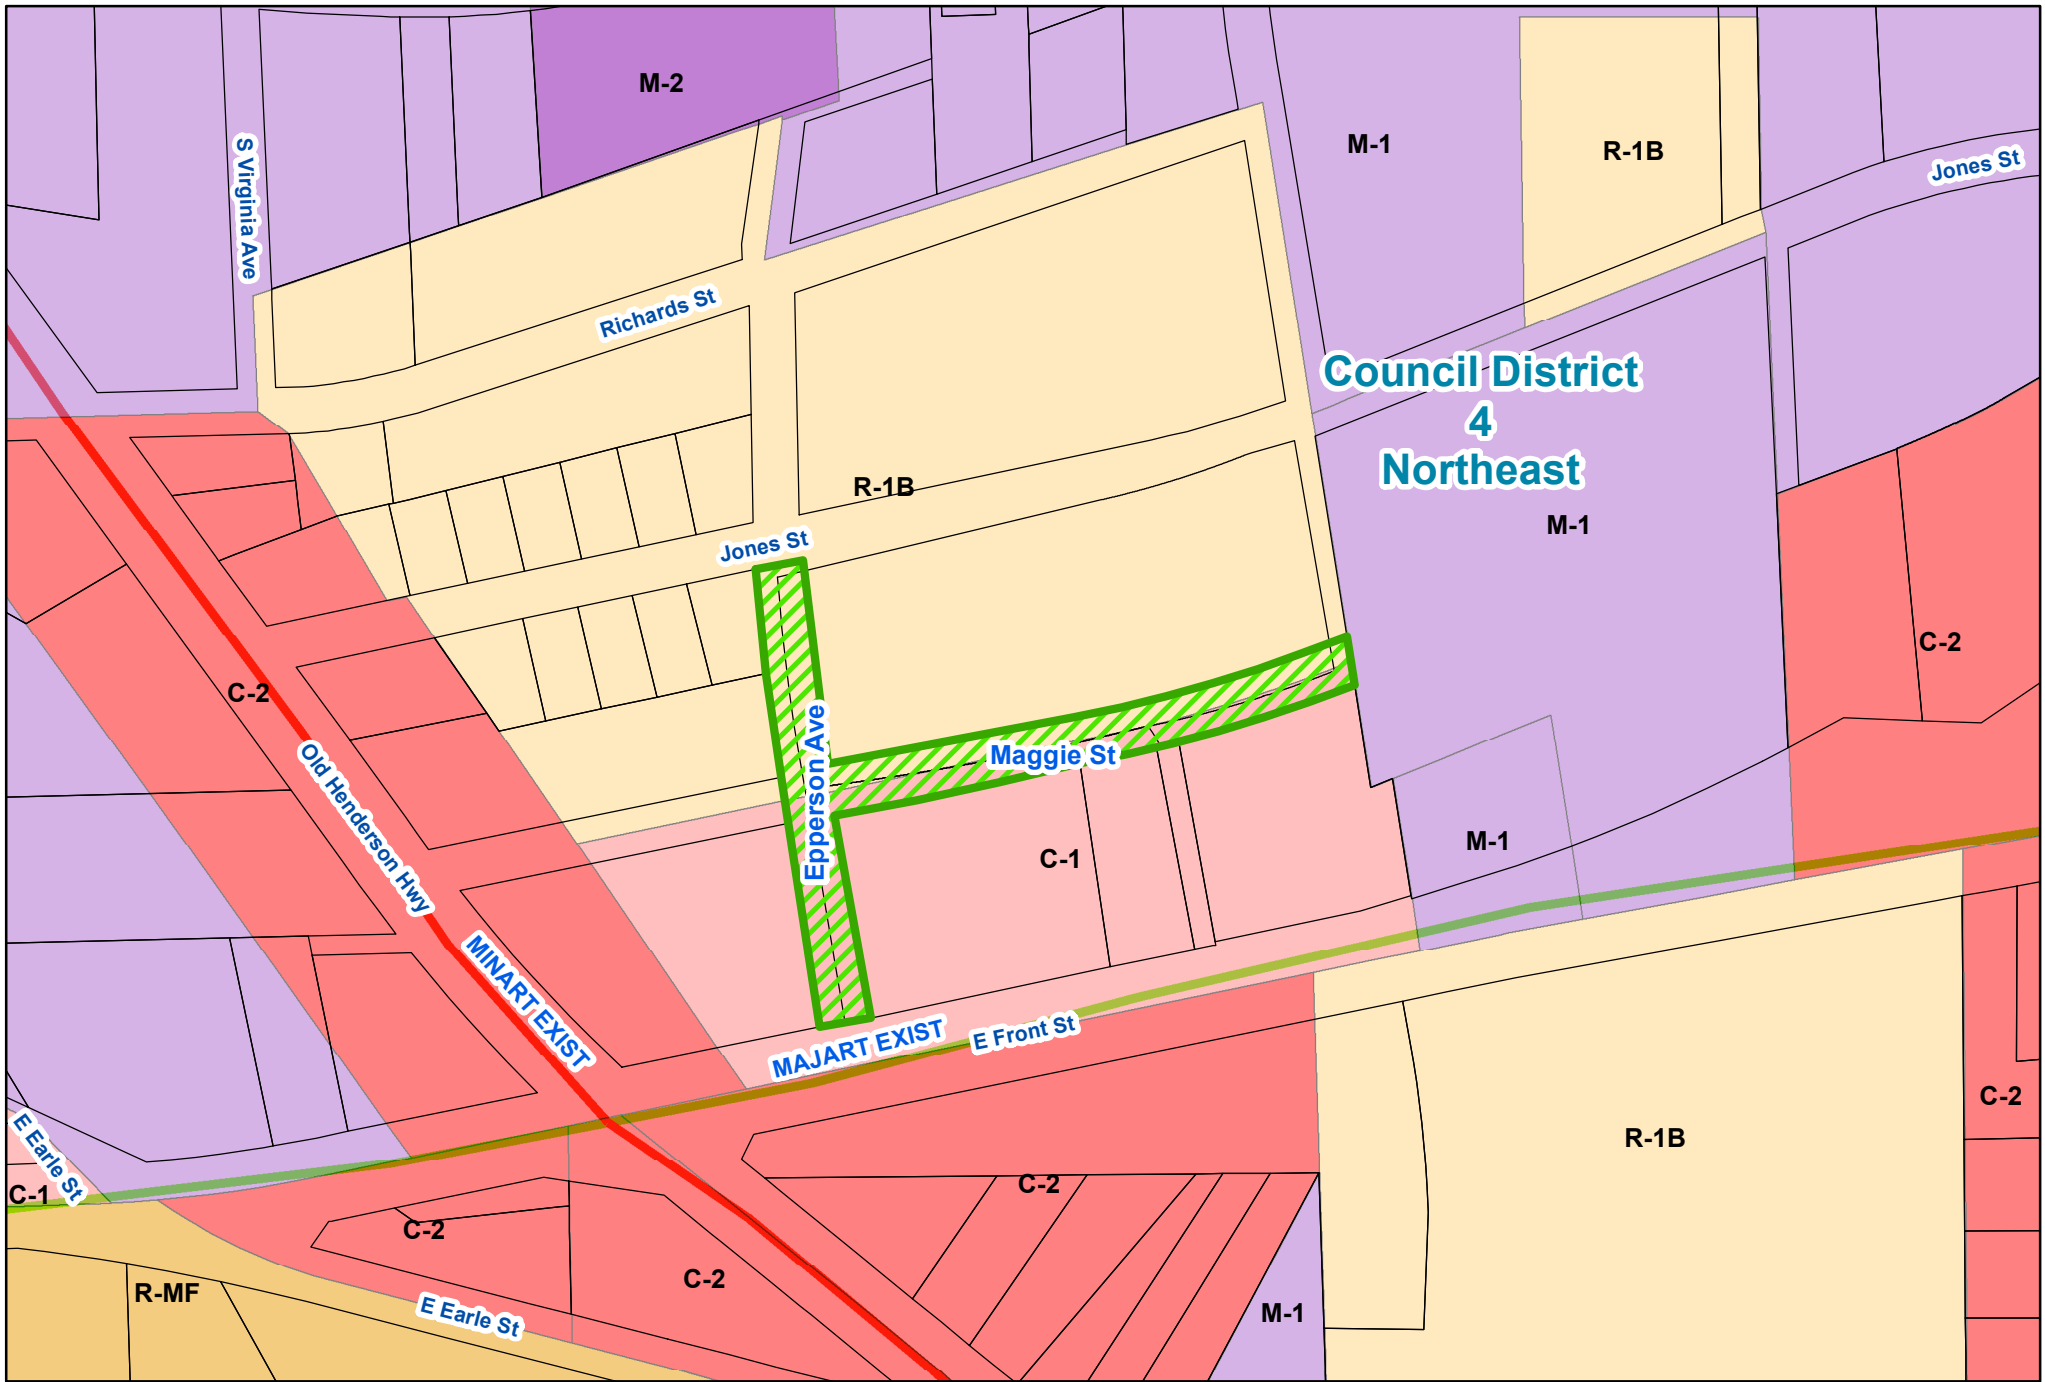 M-2
S Virginia Ave
M-1
R-1B
Jones St
Richards St
Council District
4
Northeast
R-1B
M-1
Jones St
C-2
C-2
Old Henderson Hwy
Epperson Ave
Maggie St
C-1
M-1
MINART EXIST
MAJART EXIST
E Front St
C-2
E Earle St
C-1
R-1B
C-2
C-2
C-2
R-MF
E Earle St
M-1